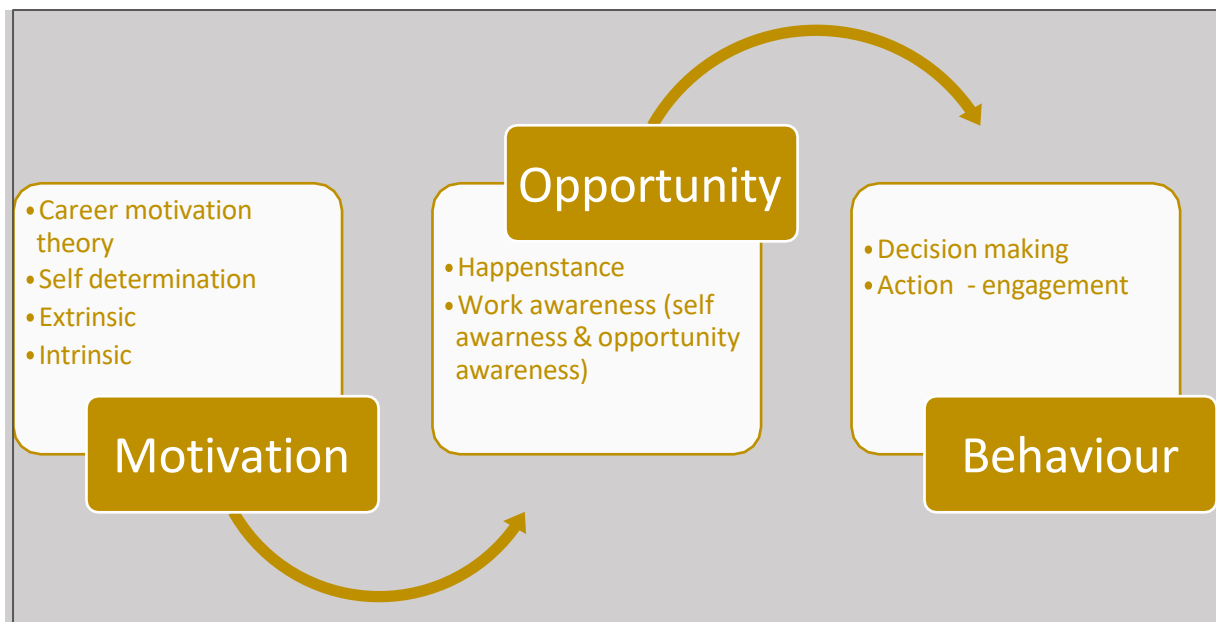 •Career motivation
theory
•Self determination
•Extrinsic
•Intrinsic
Motivation
Opportunity
•Happenstance
•Work awareness (self
awarness & opportunity
awareness)
•Decision making
•Action - engagement
Behaviour